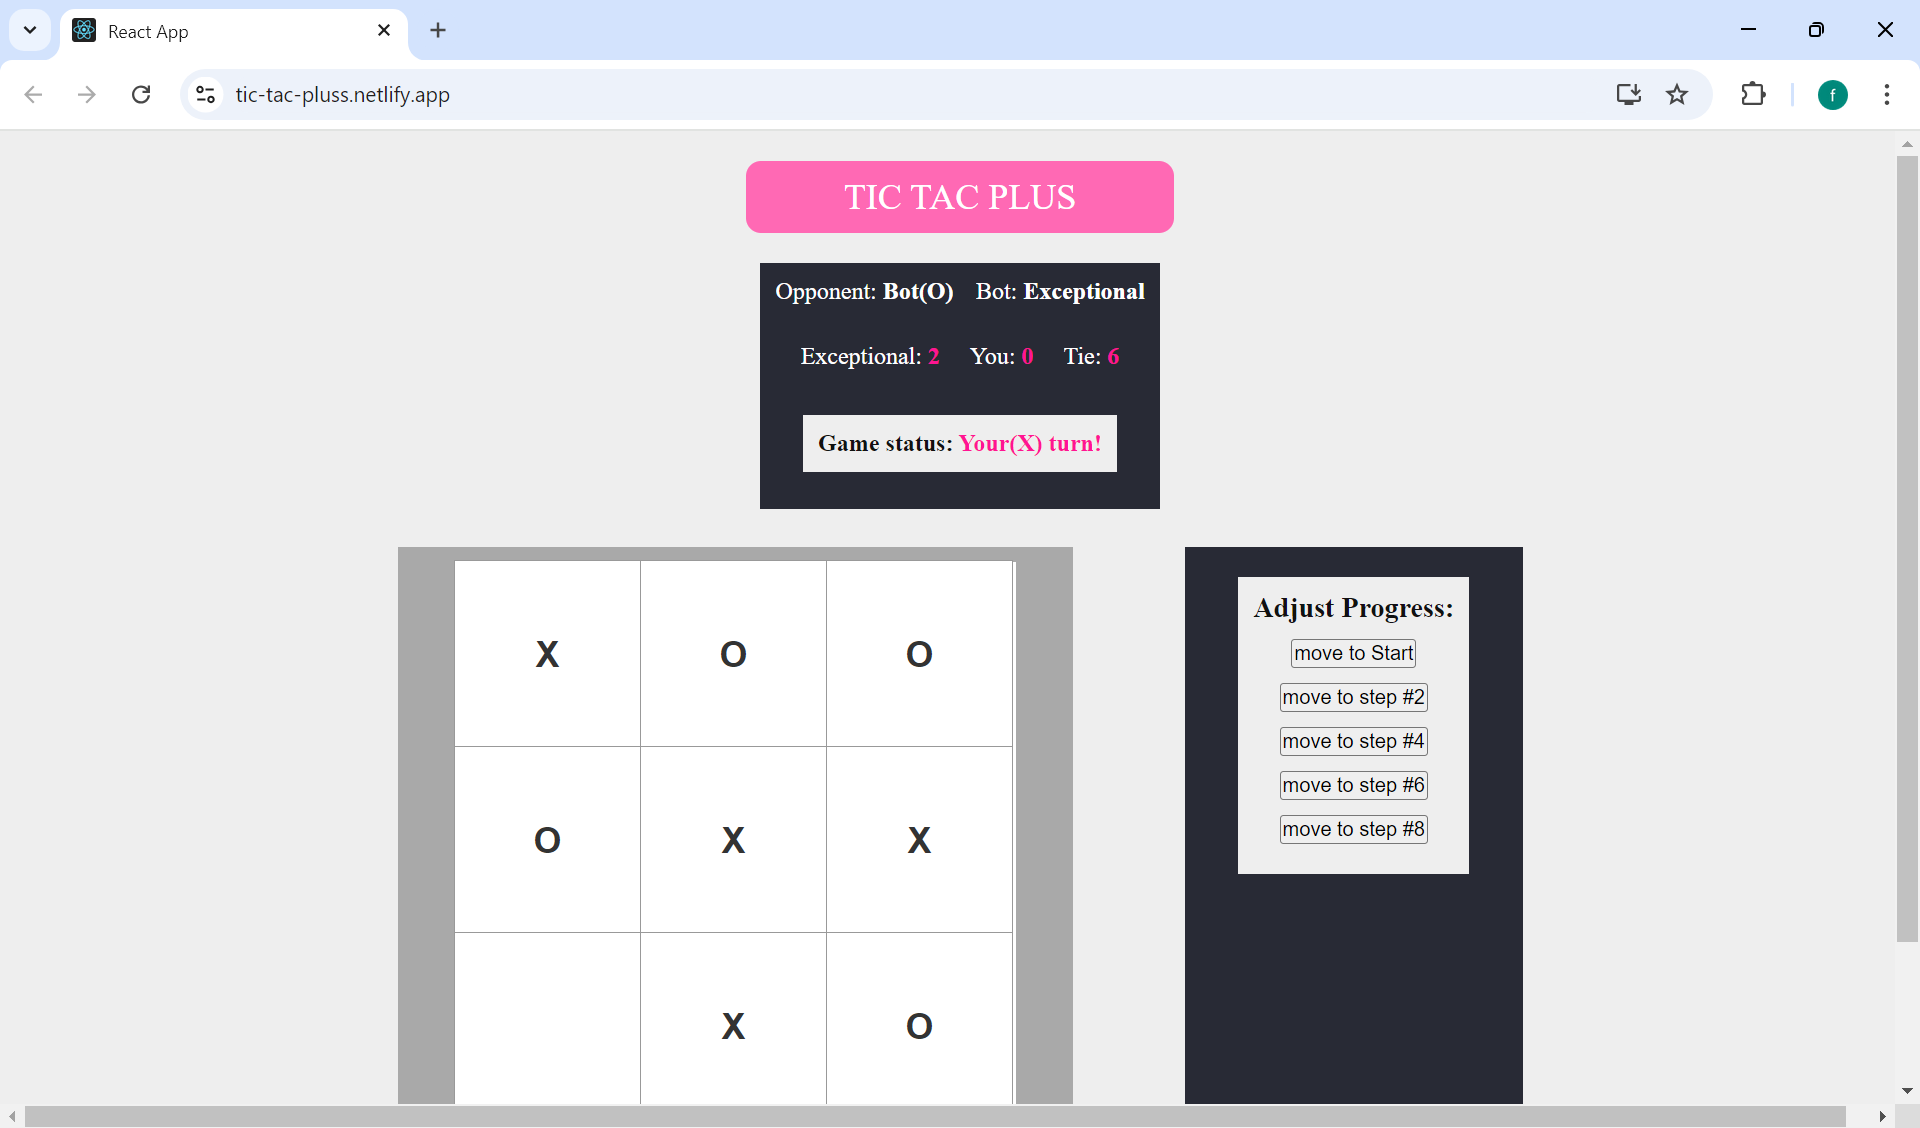 React App
tic-tac-pluss.netlify.app
f
TIC TAC PLUS
Opponent: Bot(O) Bot: Exceptional
Exceptional: 2 You: 0 Tie: 6
Game status: Your(X) turn!
X O O
O X X
X O
Adjust Progress:
move to Start
move to step #2
move to step #4
move to step #6
move to step #8